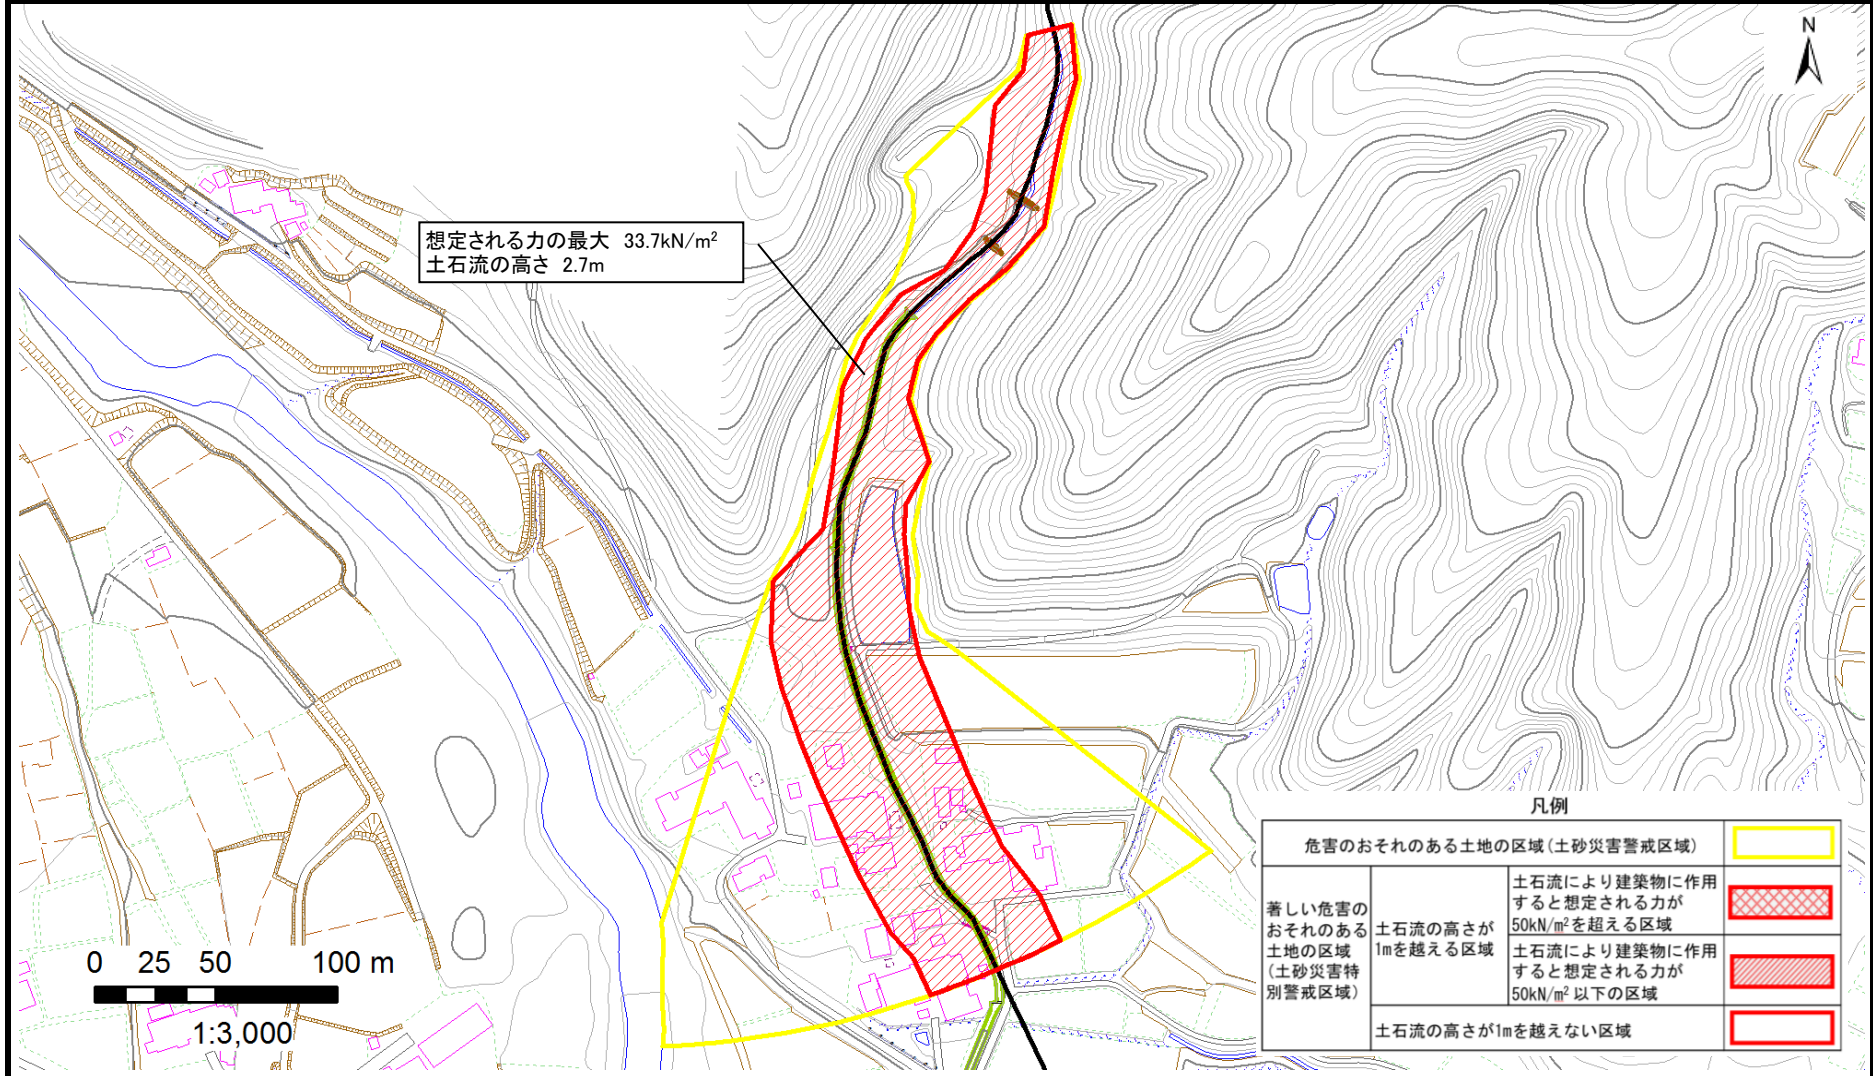 N
想定される力の最大 33.7kN/m²
土石流の高さ 2.7m
凡例
危害のおそれのある土地の区域(土砂災害警戒区域)
著しい危害の
おそれのある
土地の区域
(土砂災害特
別警戒区域)
土石流の高さが
1mを越える区域
土石流により建築物に作用
すると想定される力が
50kN/m²を超える区域
土石流により建築物に作用
すると想定される力が
50kN/m² 以下の区域
土石流の高さが1mを越えない区域
0 25 50 100 m
1:3,000